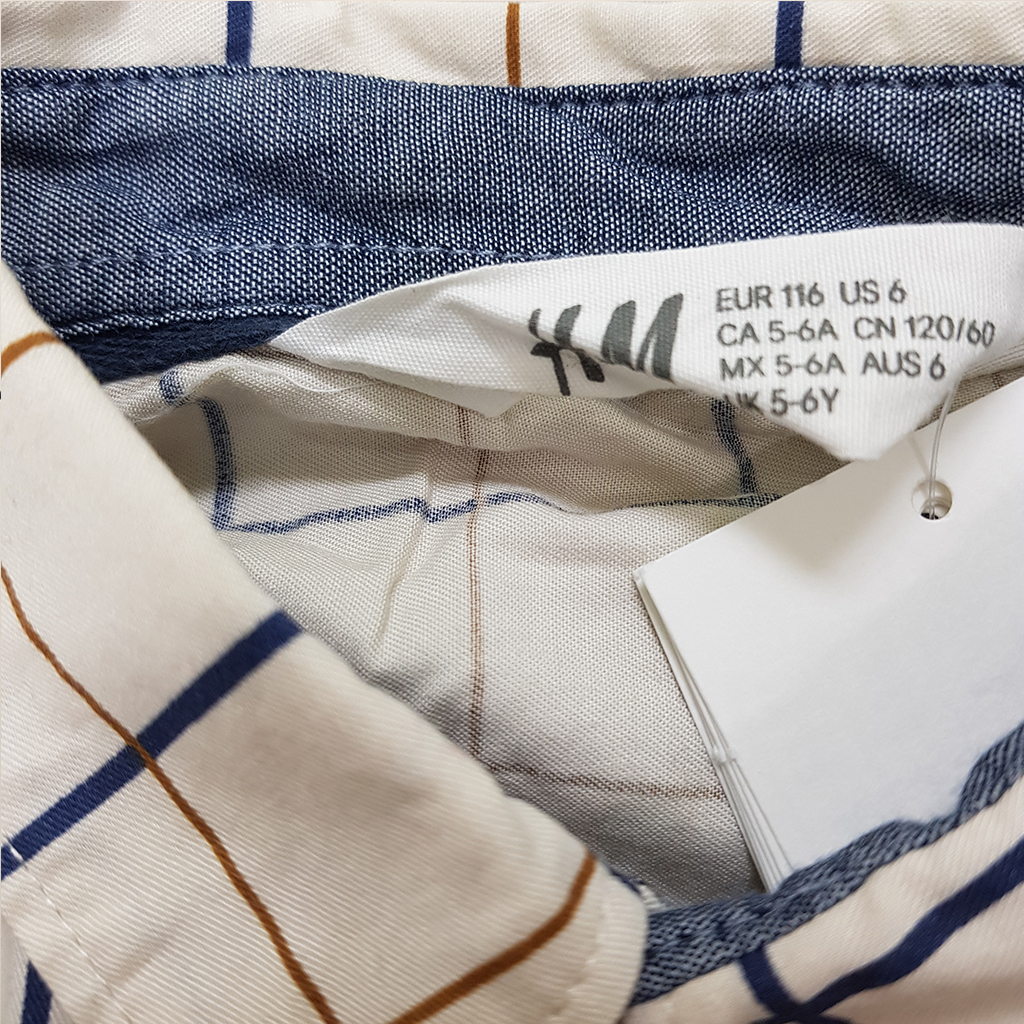 H&M
EUR 116 US 6
CA 5-6A CN 120/60
MX 5-6A AUS 6
UK 5-6Y